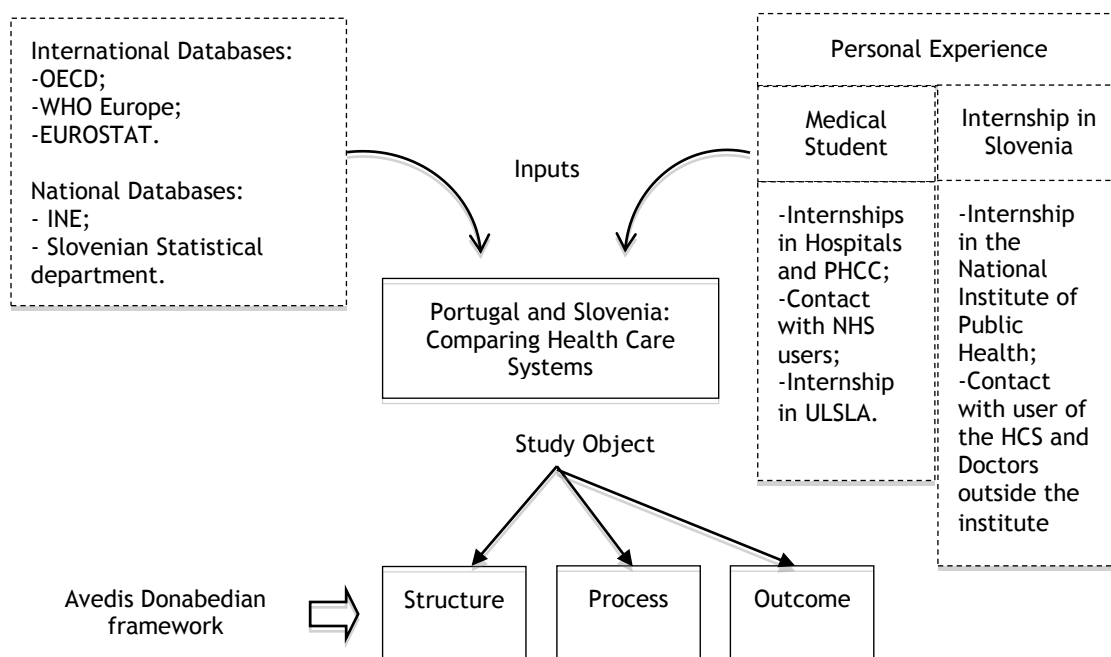 International Databases:
-OECD;
-WHO Europe;
-EUROSTAT.
National Databases:
- INE;
- Slovenian Statistical
department.
Inputs
Personal Experience
Medical
Student
Internship in
Slovenia
-Internships
in Hospitals
and PHCC;
-Contact
with NHS
users;
-Internship
in ULSLA.
-Internship
in the
National
Institute of
Public
Health;
-Contact
with user of
the HCS and
Doctors
outside the
institute
Portugal and Slovenia:
Comparing Health Care
Systems
Study Object
Avedis Donabedian
framework
Structure
Process
Outcome